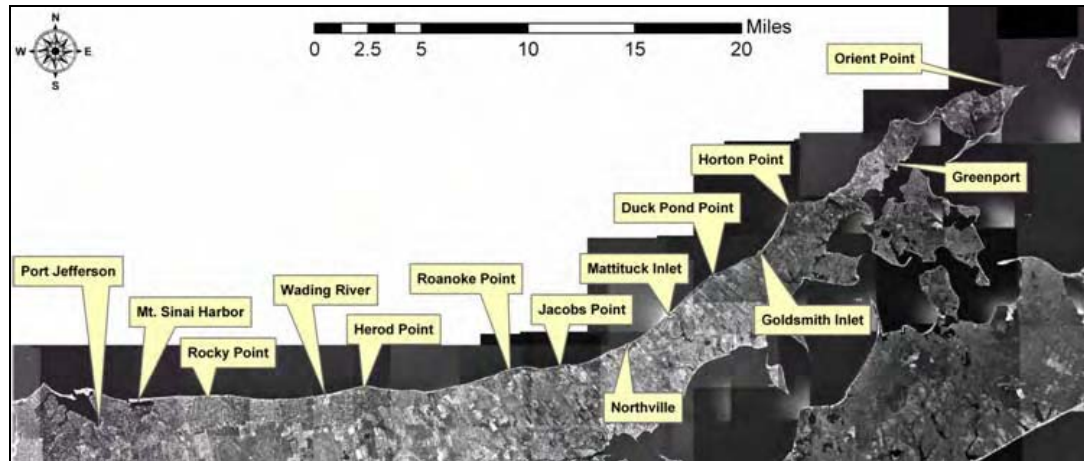 N
W E
S
Miles
0 2.5 5 10 15 20
Orient Point
Horton Point
Greenport
Duck Pond Point
Port Jefferson
Mattituck Inlet
Roanoke Point
Wading River
Mt. Sinai Harbor
Jacobs Point
Goldsmith Inlet
Herod Point
Rocky Point
Northville